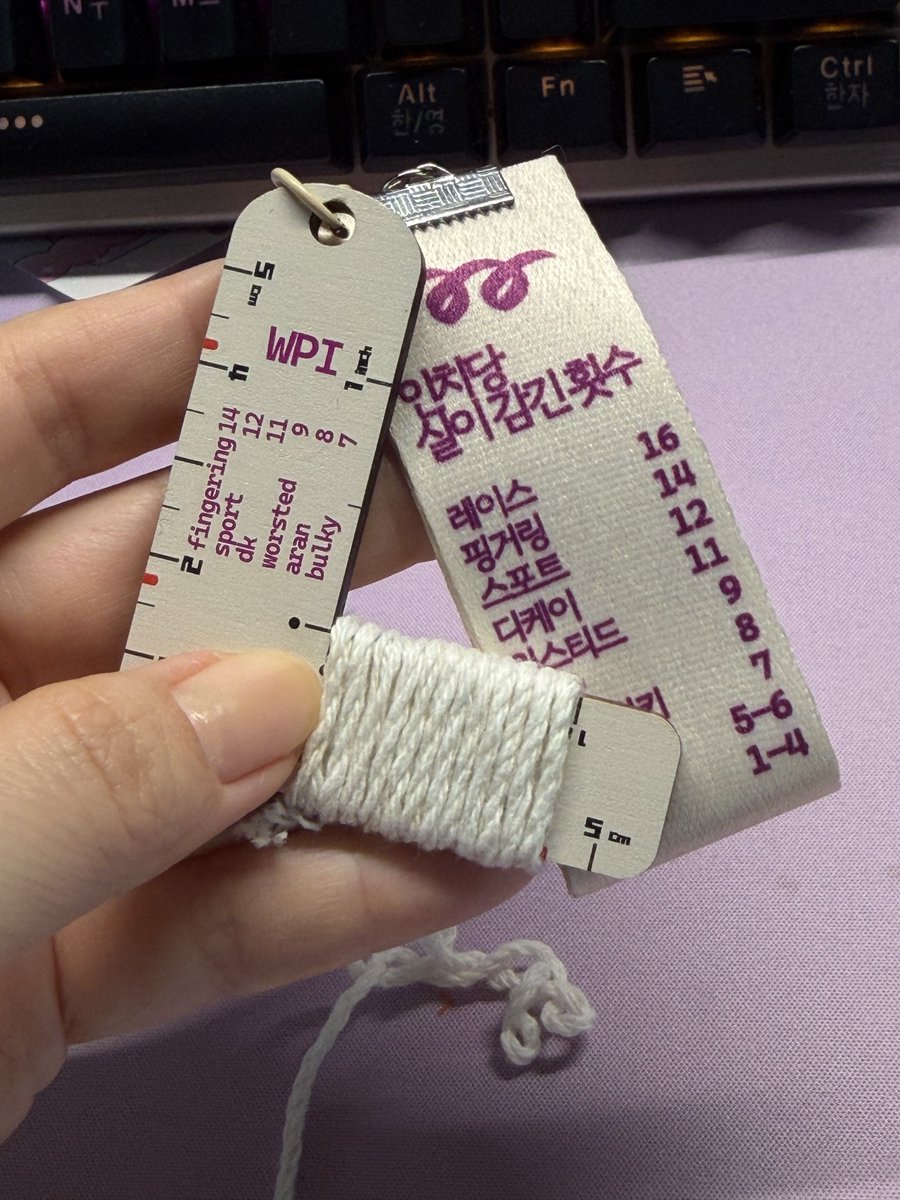 Alt
한/영
Fn
Ctrl
한자
5 cm
WPI
4
1 inch
fingering 14
sport 12
dk 11
worsted 9
aran 8
bulky 7
2
5 cm
인치당
실이 감긴 횟수
레이스 16
핑거링 14
스포트 12
디케이 11
9
8
7
5-6
1-4